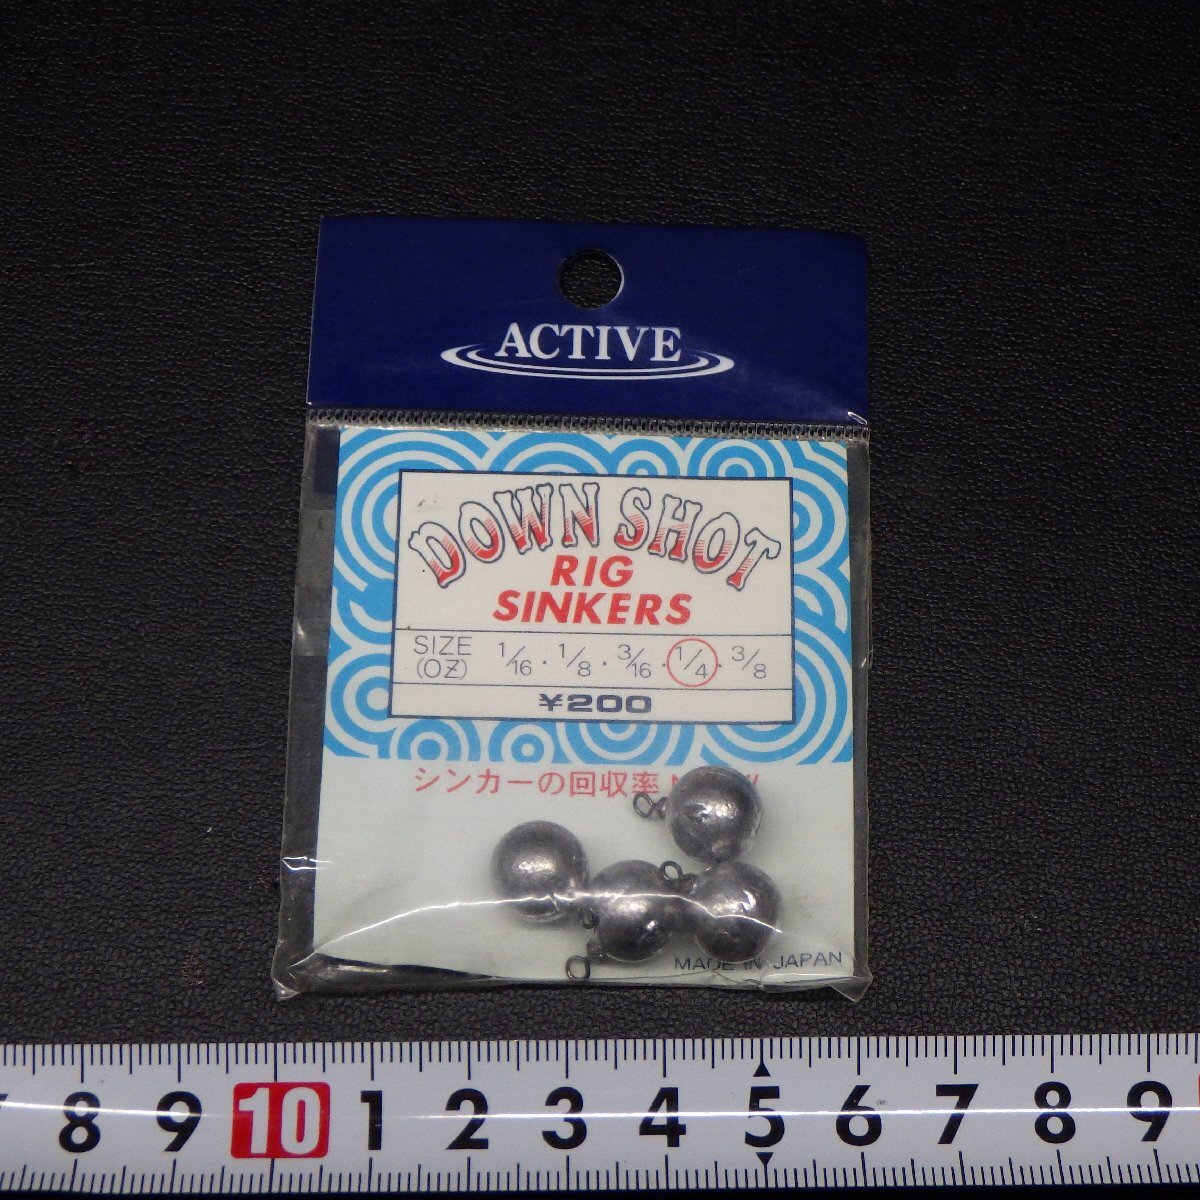 ACTIVE
DOWN SHOT
RIG
SINKERS
SIZE (OZ) 1/16 · 1/8 · 3/16 · 1/4 · 3/8
¥200
シンカーの回収率
MADE IN JAPAN
8 9 10 1 2 3 4 5 6 7 8 9